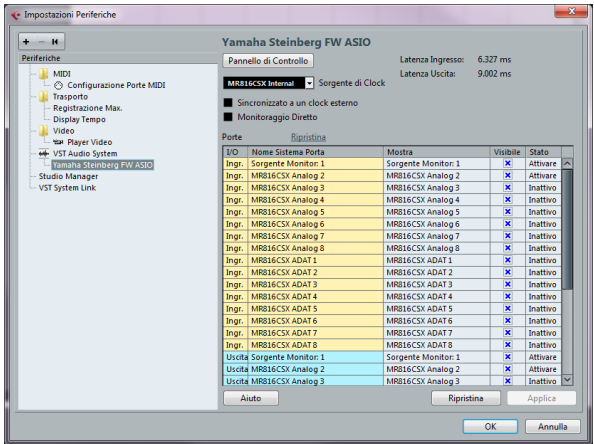 Impostazioni Periferiche
Periferiche
MIDI
Configurazione Porte MIDI
Trasporto
Registrazione Max.
Display Tempo
Video
Player Video
VST Audio System
Yamaha Steinberg FW ASIO
Studio Manager
VST System Link
Yamaha Steinberg FW ASIO
Pannello di Controllo
Latenza Ingresso: 6.327 ms
Latenza Uscita: 9.002 ms
MR816CSX Internal Sorgente di Clock
Sincronizzato a un clock esterno
Monitoraggio Diretto
Porte Ripristina
I/O Nome Sistema Porta Mostra Visibile Stato
Ingr. Sorgente Monitor: 1 Sorgente Monitor: 1 Attivare
Ingr. MR816CSX Analog 2 MR816CSX Analog 2 Attivare
Ingr. MR816CSX Analog 3 MR816CSX Analog 3 Inattivo
Ingr. MR816CSX Analog 4 MR816CSX Analog 4 Inattivo
Ingr. MR816CSX Analog 5 MR816CSX Analog 5 Inattivo
Ingr. MR816CSX Analog 6 MR816CSX Analog 6 Inattivo
Ingr. MR816CSX Analog 7 MR816CSX Analog 7 Inattivo
Ingr. MR816CSX Analog 8 MR816CSX Analog 8 Inattivo
Ingr. MR816CSX ADAT 1 MR816CSX ADAT 1 Inattivo
Ingr. MR816CSX ADAT 2 MR816CSX ADAT 2 Inattivo
Ingr. MR816CSX ADAT 3 MR816CSX ADAT 3 Inattivo
Ingr. MR816CSX ADAT 4 MR816CSX ADAT 4 Inattivo
Ingr. MR816CSX ADAT 5 MR816CSX ADAT 5 Inattivo
Ingr. MR816CSX ADAT 6 MR816CSX ADAT 6 Inattivo
Ingr. MR816CSX ADAT 7 MR816CSX ADAT 7 Inattivo
Ingr. MR816CSX ADAT 8 MR816CSX ADAT 8 Inattivo
Uscita Sorgente Monitor: 1 Sorgente Monitor: 1 Attivare
Uscita MR816CSX Analog 2 MR816CSX Analog 2 Attivare
Uscita MR816CSX Analog 3 MR816CSX Analog 3 Inattivo
Aiuto Ripristina Applica
OK Annulla